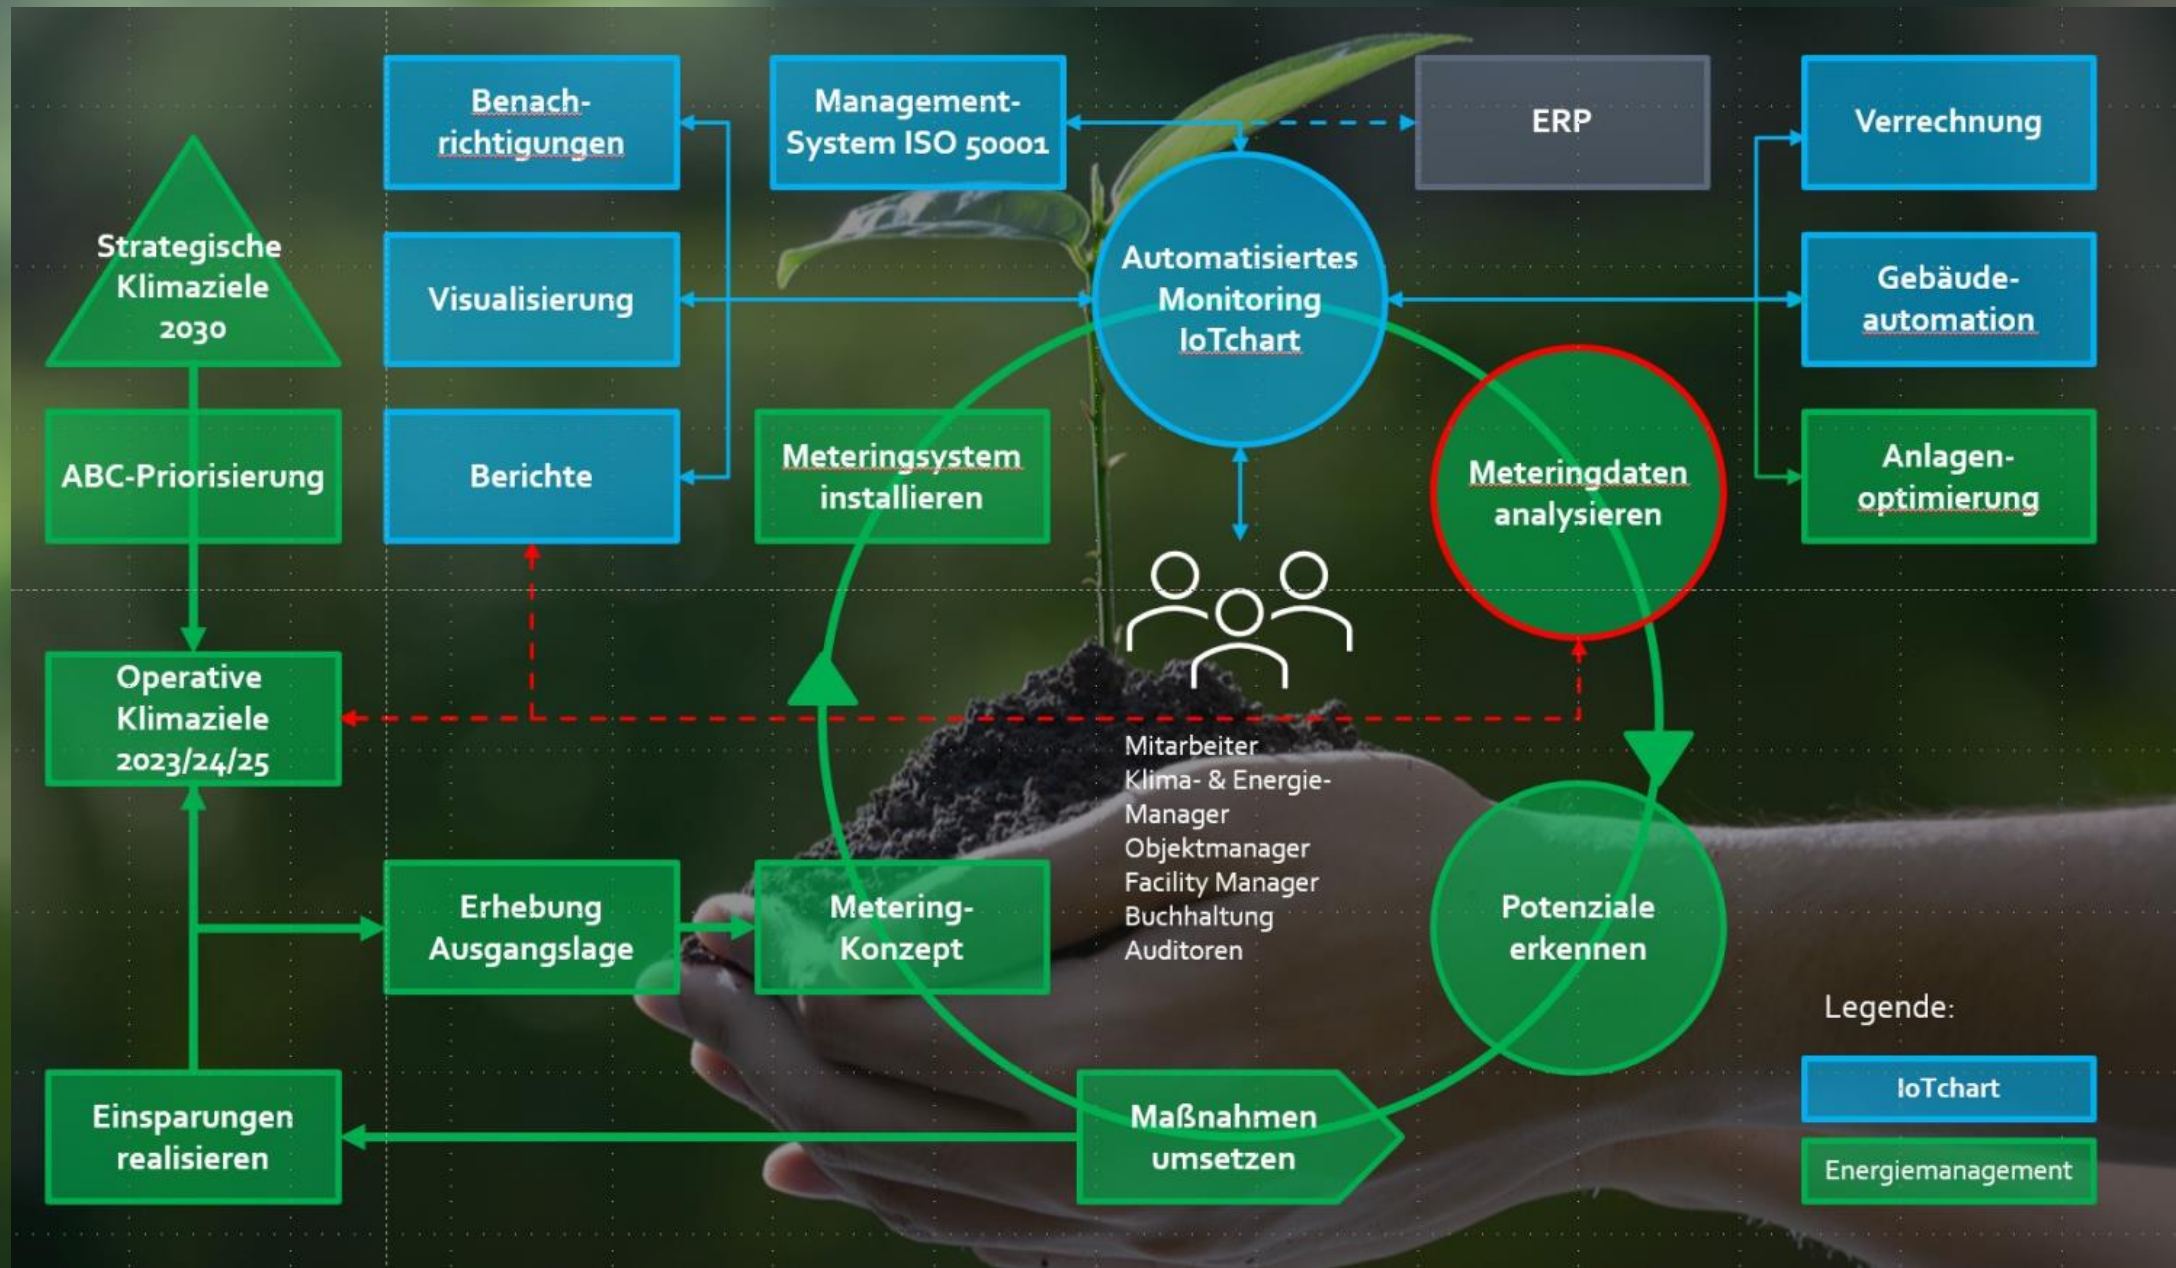 Benach-
richtigungen
Management-
System ISO 50001
ERP
Verrechnung
Strategische
Klimaziele
2030
Visualisierung
Automatisiertes
Monitoring
IoTchart
Gebäude-
automation
ABC-Priorisierung
Berichte
Meteringsystem
installieren
Meteringdaten
analysieren
Anlagen-
optimierung
Operative
Klimaziele
2023/24/25
Mitarbeiter
Klima- & Energie-
Manager
Objektmanager
Facility Manager
Buchhaltung
Auditoren
Erhebung
Ausgangslage
Metering-
Konzept
Potenziale
erkennen
Einsparungen
realisieren
Maßnahmen
umsetzen
Legende:
IoTchart
Energiemanagement